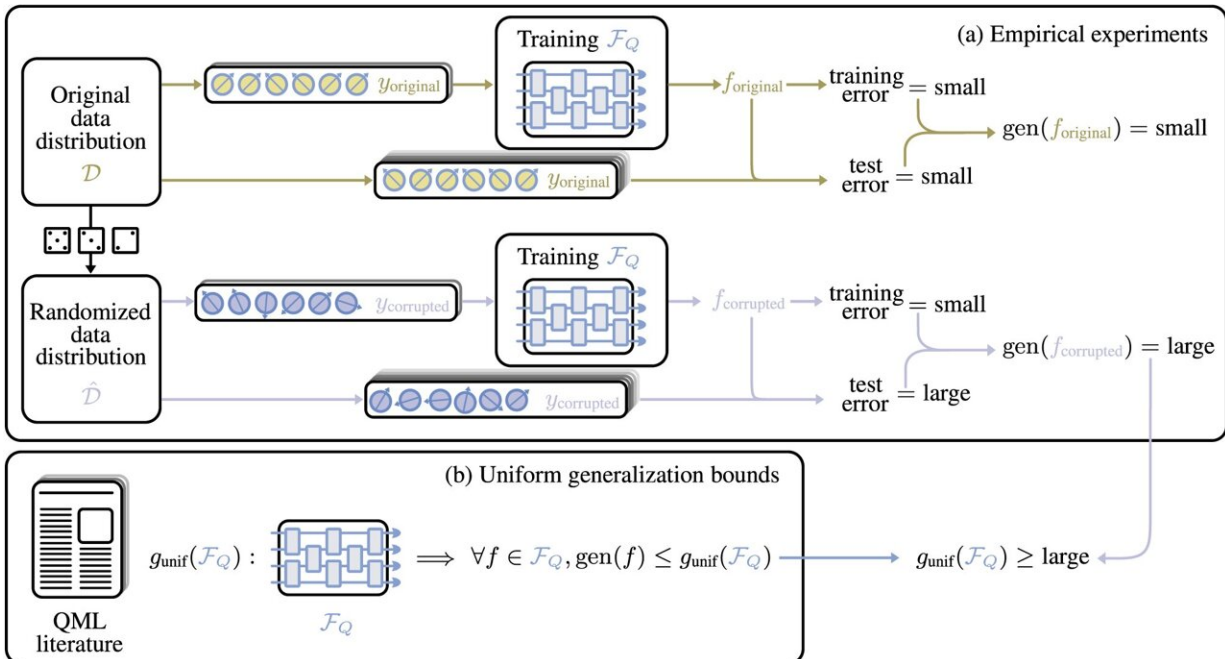 (a) Empirical experiments
Original
data
distribution
𝒟
y_original
Training ℱ_Q
f_original
training
error = small
gen(f_original) = small
y_original
test
error = small
Randomized
data
distribution
𝒟̂
y_corrupted
Training ℱ_Q
f_corrupted
training
error = small
gen(f_corrupted) = large
y_corrupted
test
error = large
(b) Uniform generalization bounds
QML
literature
g_unif(ℱ_Q) :
ℱ_Q
⟹ ∀f ∈ ℱ_Q, gen(f) ≤ g_unif(ℱ_Q)
g_unif(ℱ_Q) ≥ large